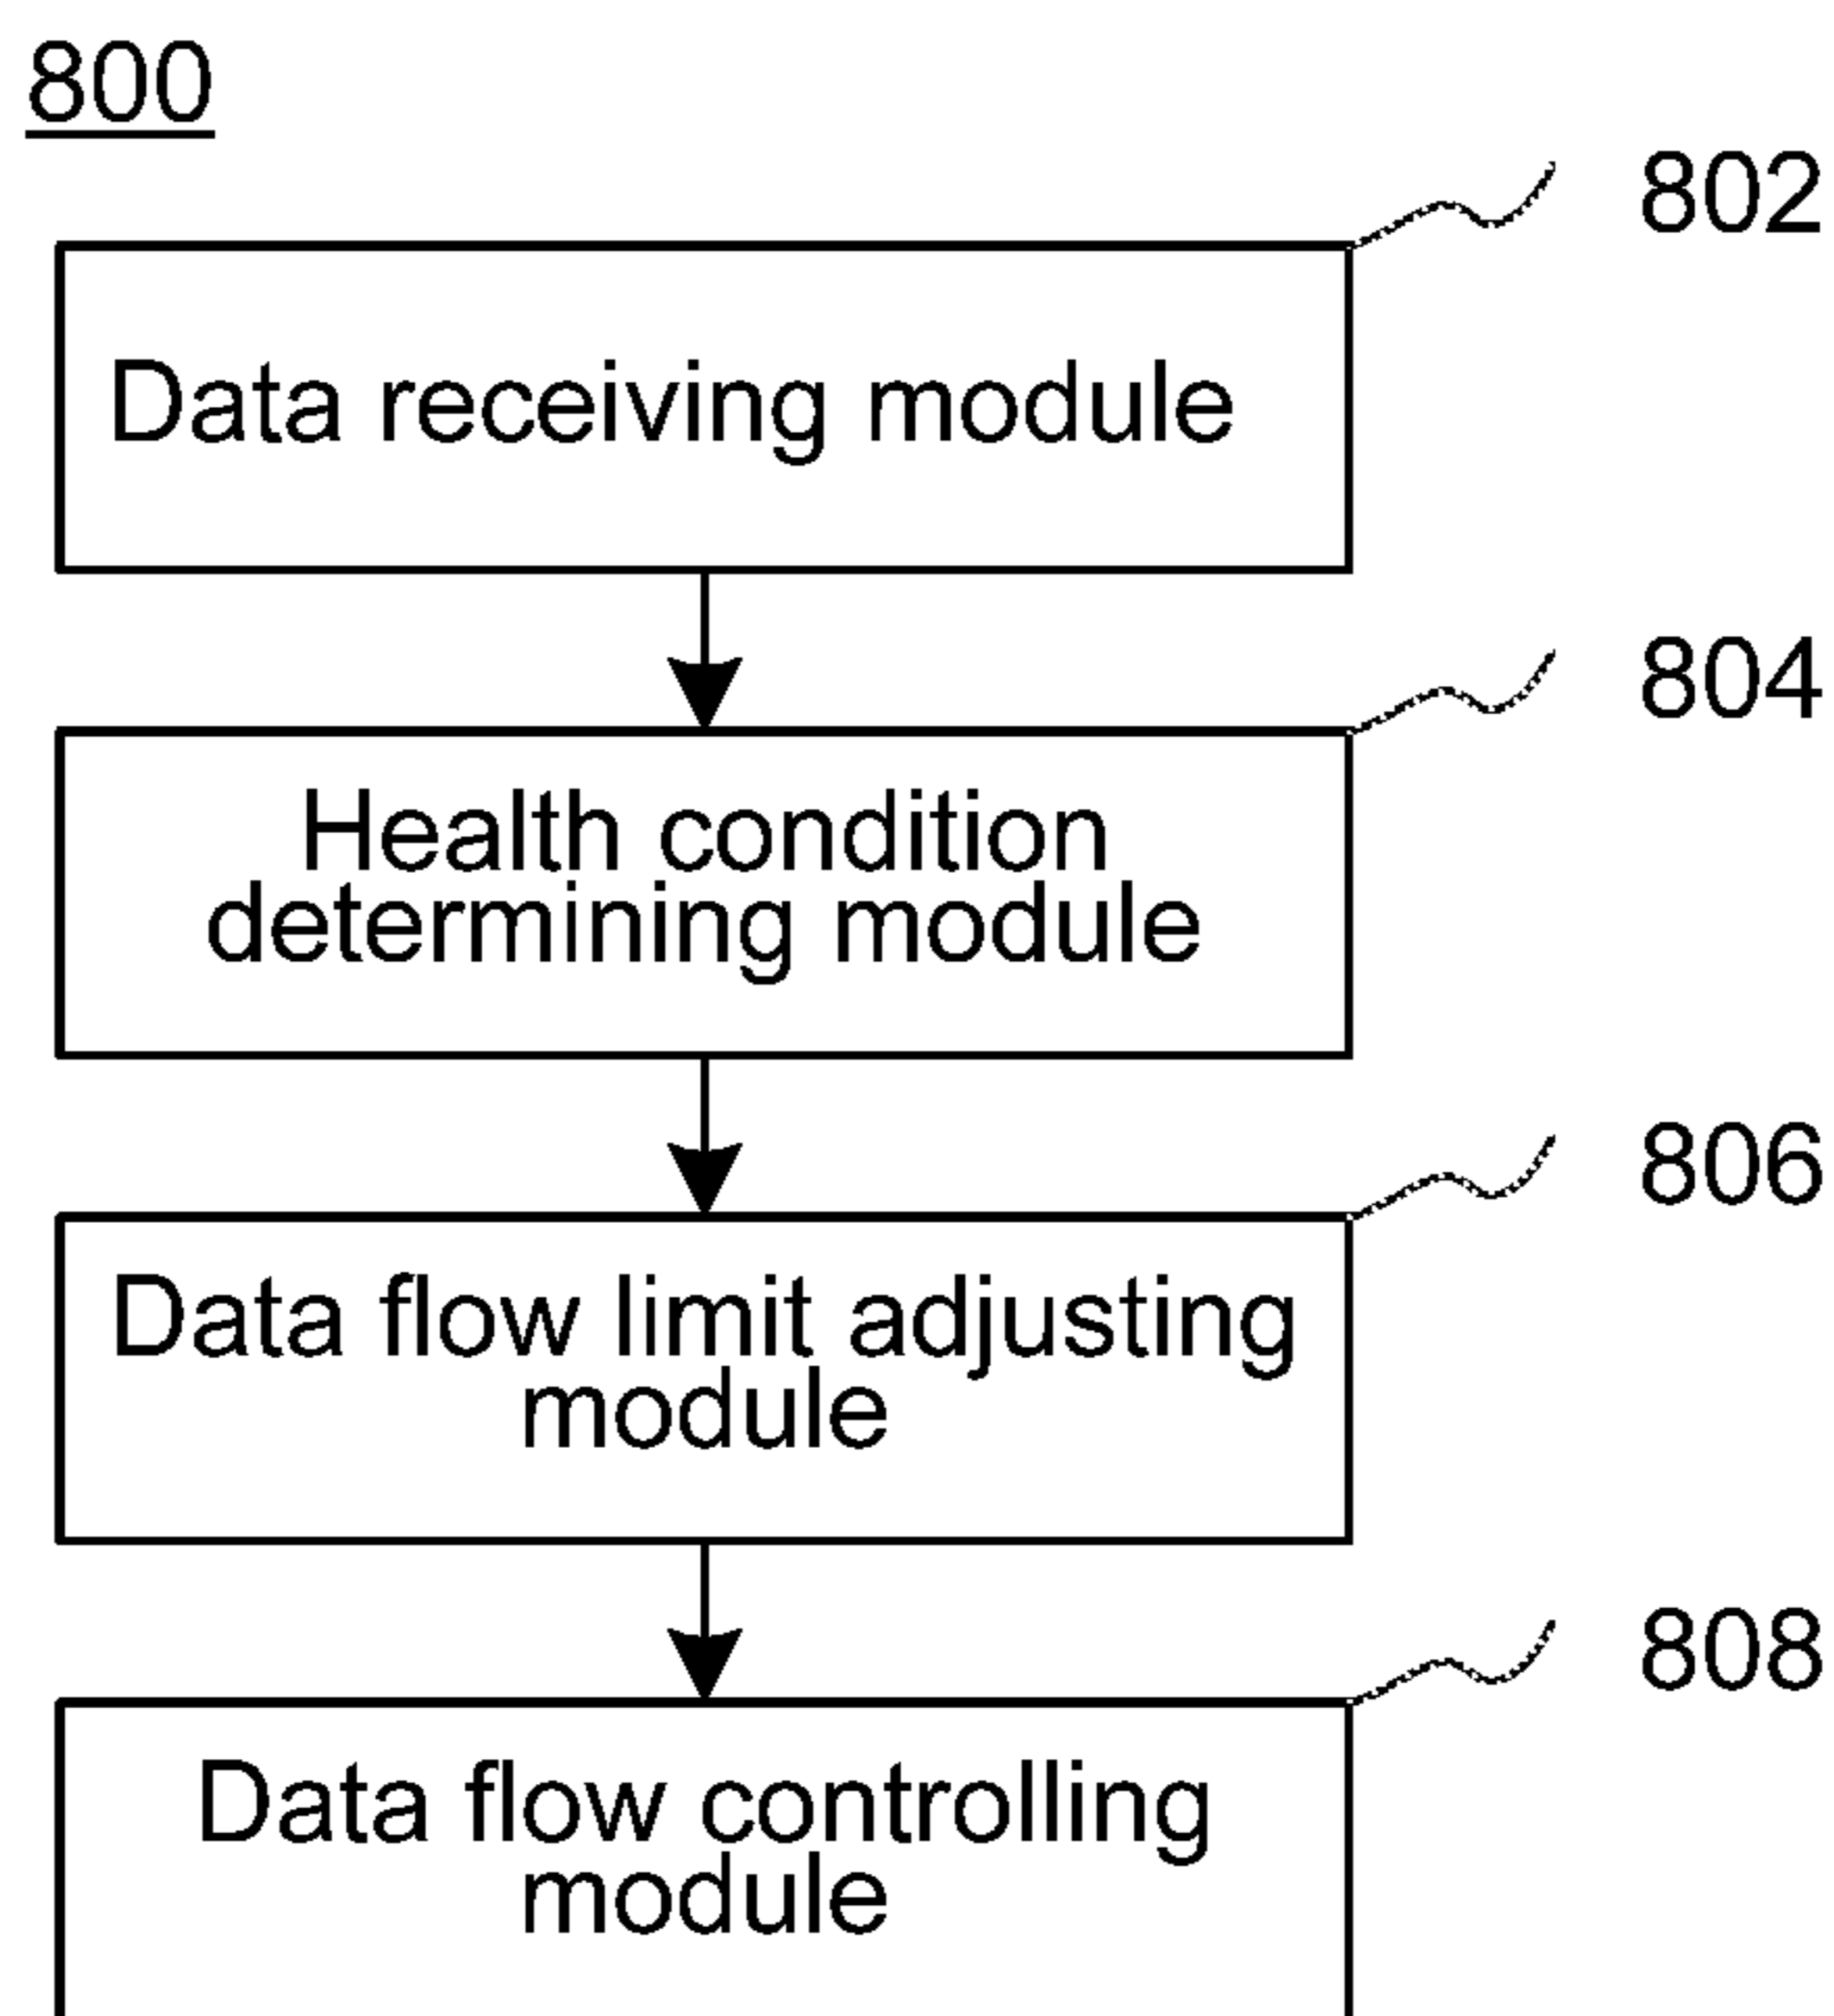 800
802
Data receiving module
804
Health condition
determining module
806
Data flow limit adjusting
module
808
Data flow controlling
module